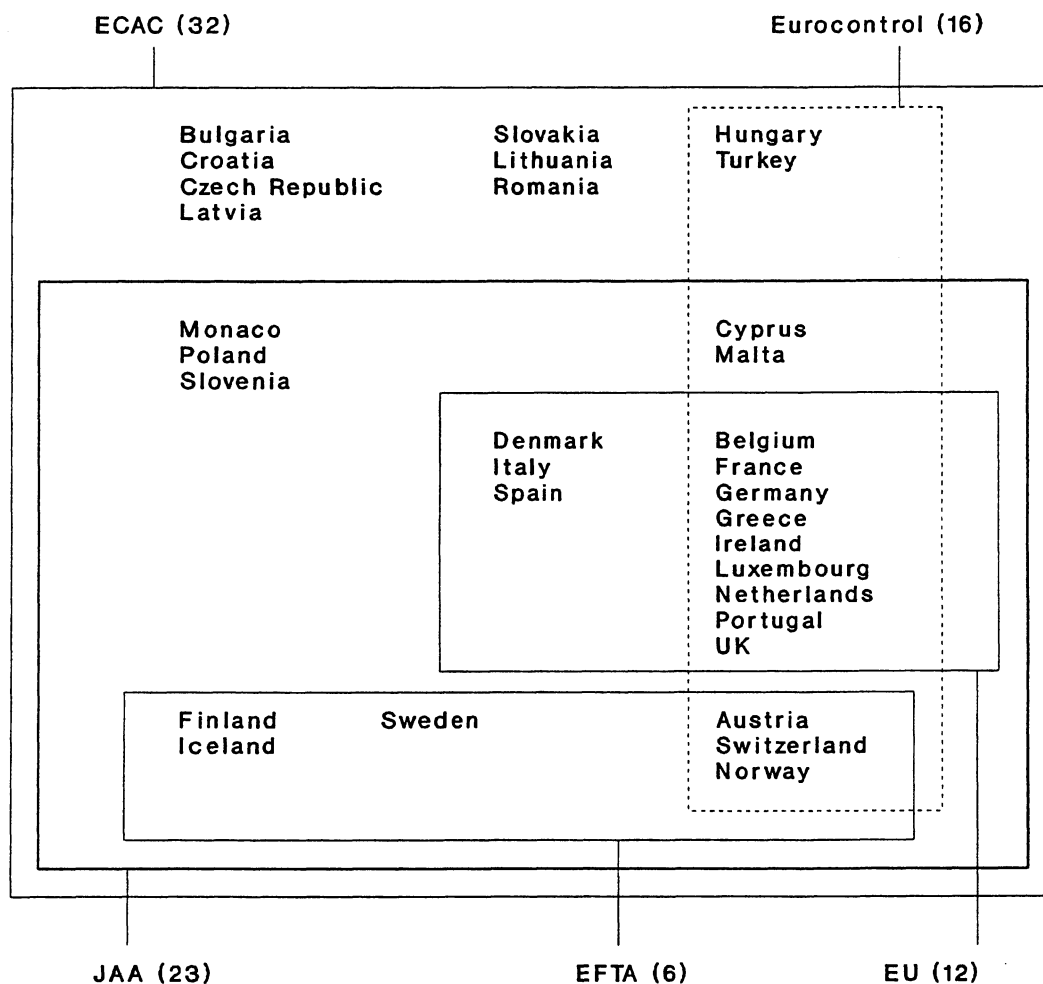 ECAC (32)
Eurocontrol (16)
Bulgaria
Croatia
Czech Republic
Latvia
Slovakia
Lithuania
Romania
Hungary
Turkey
Monaco
Poland
Slovenia
Cyprus
Malta
Denmark
Italy
Spain
Belgium
France
Germany
Greece
Ireland
Luxembourg
Netherlands
Portugal
UK
Finland
Iceland
Sweden
Austria
Switzerland
Norway
JAA (23)
EFTA (6)
EU (12)